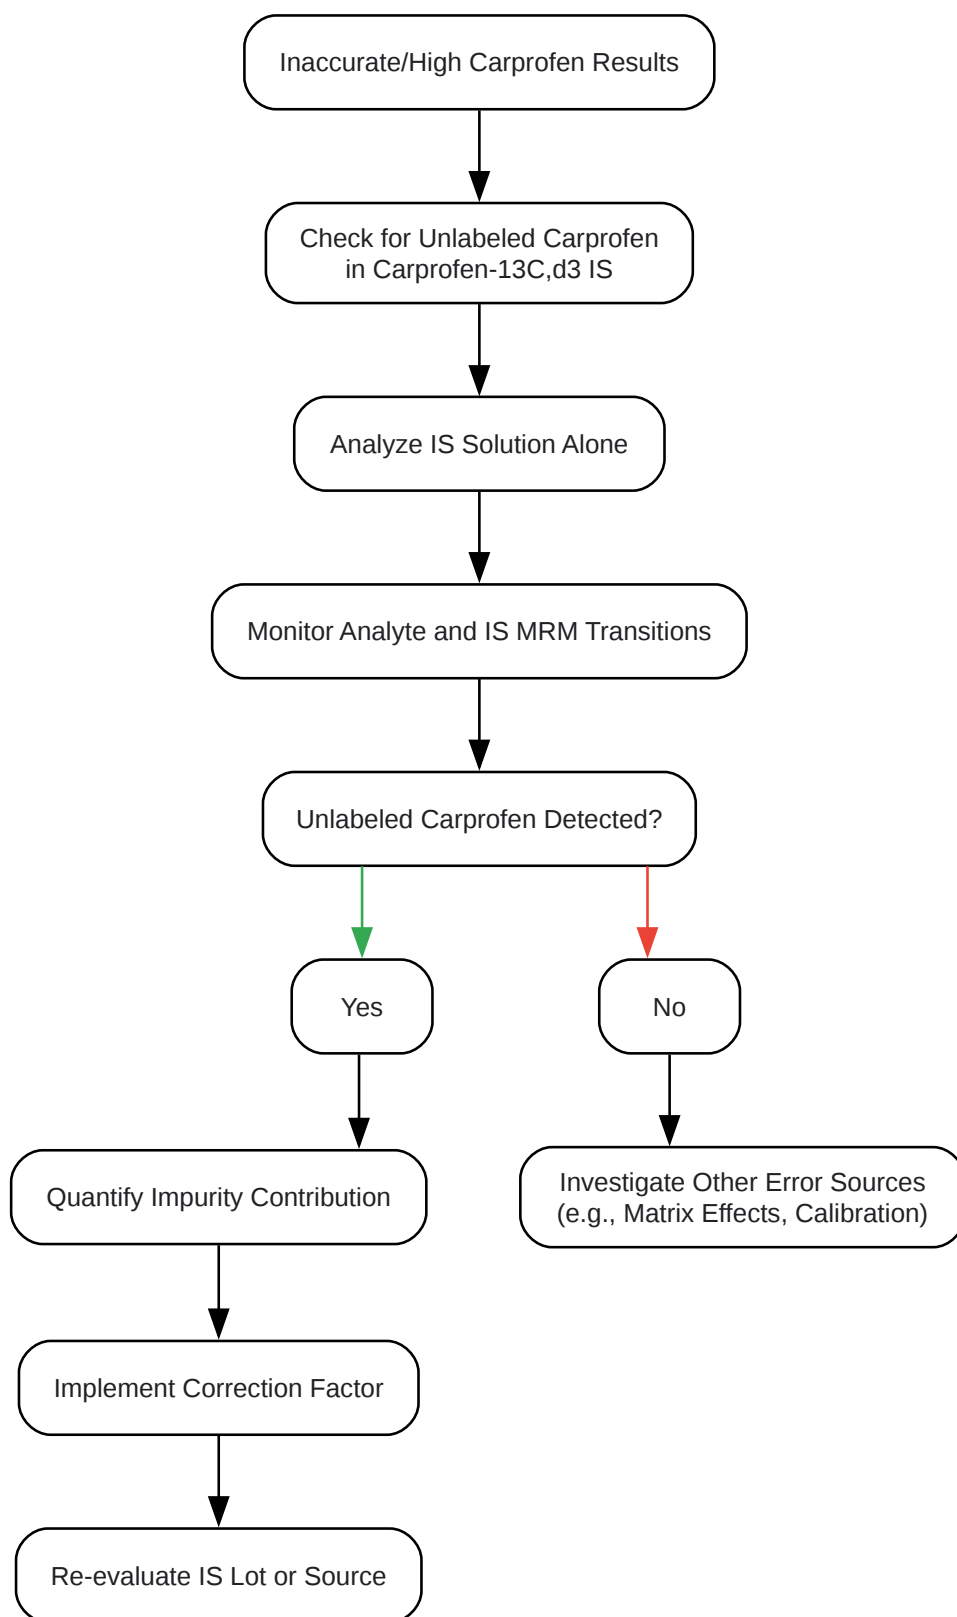 Inaccurate/High Carprofen Results
Check for Unlabeled Carprofen
in Carprofen-13C,d3 IS
Analyze IS Solution Alone
Monitor Analyte and IS MRM Transitions
Unlabeled Carprofen Detected?
Yes
No
Quantify Impurity Contribution
Investigate Other Error Sources
(e.g., Matrix Effects, Calibration)
Implement Correction Factor
Re-evaluate IS Lot or Source